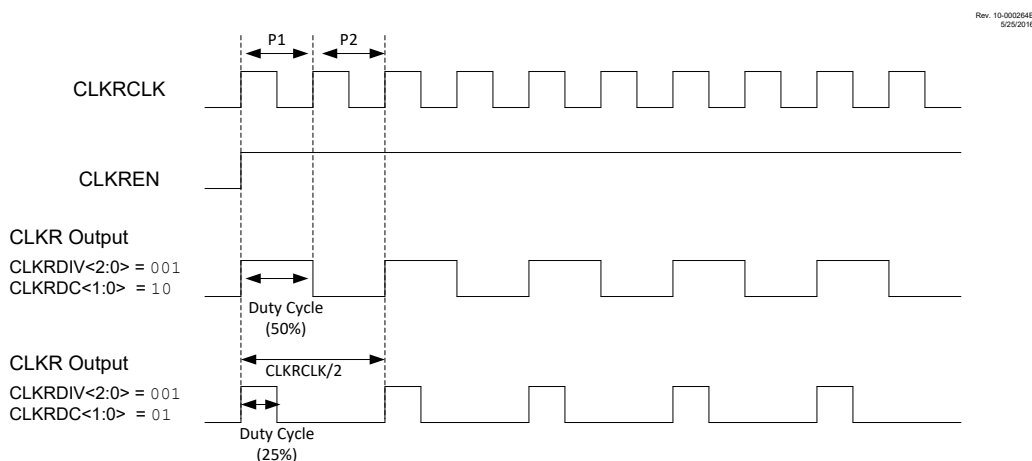 Rev. 10-000264E
5/25/2016
P1 P2
CLKRCLK
CLKREN
CLKR Output
CLKRDIV<2:0> = 001
CLKRDC<1:0> = 10
Duty Cycle
(50%)
CLKR Output
CLKRCLK/2
CLKRDIV<2:0> = 001
CLKRDC<1:0> = 01
Duty Cycle
(25%)